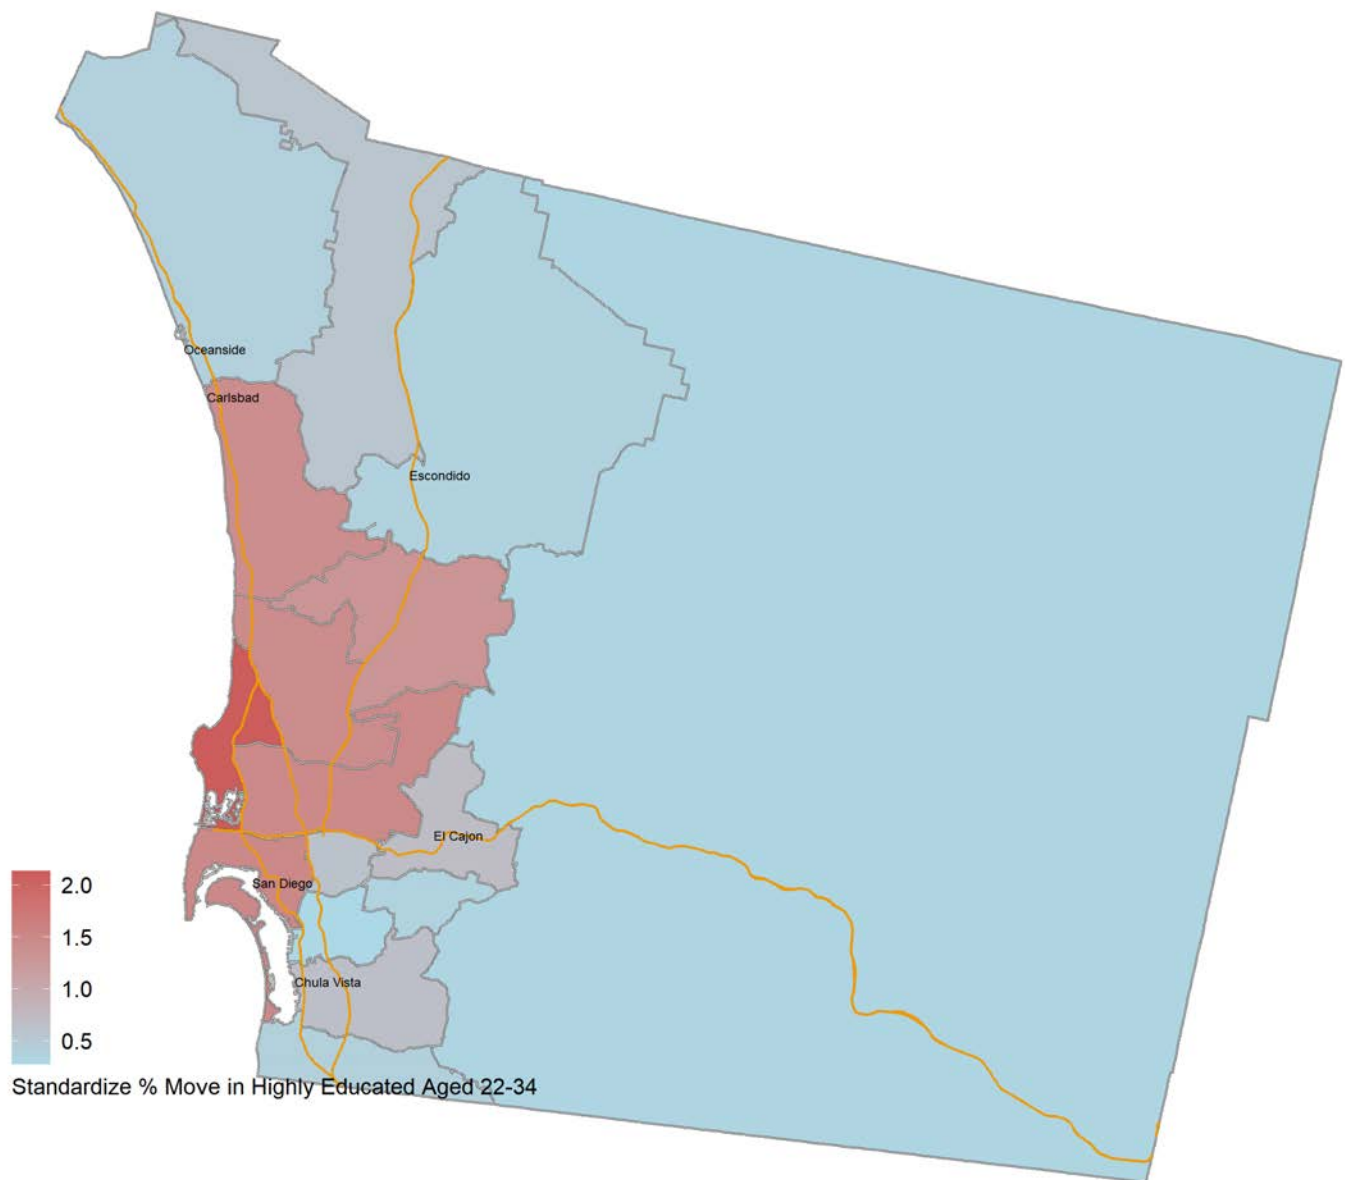 Oceanside
Carlsbad
Escondido
El Cajon
San Diego
Chula Vista
2.0
1.5
1.0
0.5
Standardize % Move in Highly Educated Aged 22-34